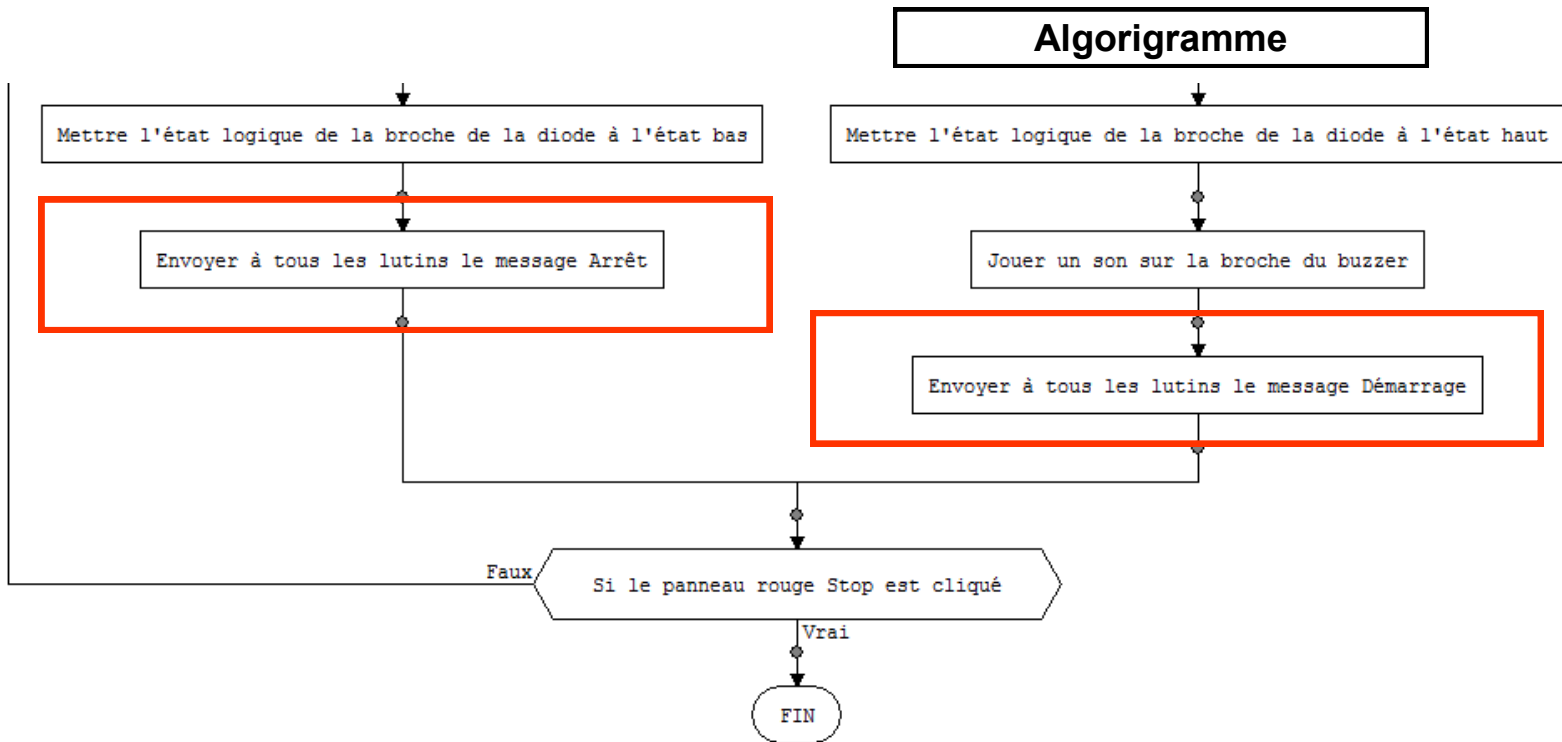 Algorigramme
Mettre l'état logique de la broche de la diode à l'état bas
Mettre l'état logique de la broche de la diode à l'état haut
Envoyer à tous les lutins le message Arrêt
Jouer un son sur la broche du buzzer
Envoyer à tous les lutins le message Démarrage
Faux
Si le panneau rouge Stop est cliqué
Vrai
FIN